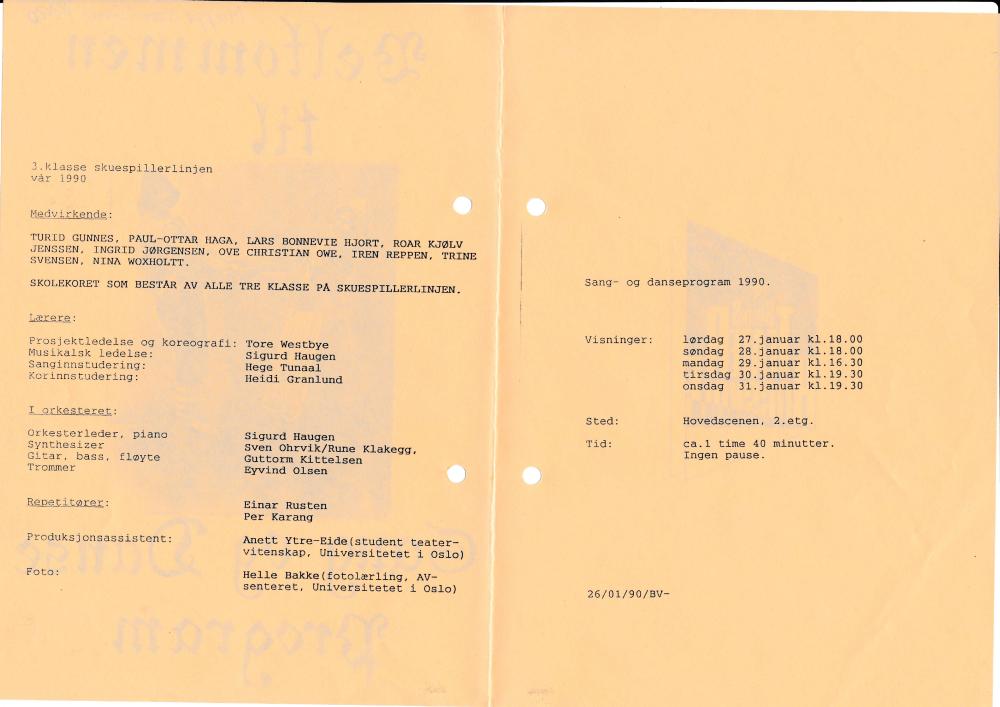 3.klasse skuespillerlinjen
vår 1990
Medvirkende:
TURID GUNNES, PAUL-OTTAR HAGA, LARS BONNEVIE HJORT, ROAR KJØLV
JENSSEN, INGRID JØRGENSEN, OVE CHRISTIAN OWE, IREN REPPEN, TRINE
SVENSEN, NINA WOXHOLTT.
SKOLEKORET SOM BESTÅR AV ALLE TRE KLASSE PÅ SKUESPILLERLINJEN.
Lærere:
Prosjektledelse og koreografi: Tore Westbye
Musikalsk ledelse: Sigurd Haugen
Sanginnstudering: Hege Tunaal
Korinnstudering: Heidi Granlund
I orkesteret:
Orkesterleder, piano Sigurd Haugen
Synthesizer Sven Ohrvik/Rune Klakegg,
Gitar, bass, fløyte Guttorm Kittelsen
Trommer Eyvind Olsen
Repetitører: Einar Rusten
Per Karang
Produksjonsassistent: Anett Ytre-Eide(student teater-
vitenskap, Universitetet i Oslo)
Foto: Helle Bakke(fotolærling, AV-
senteret, Universitetet i Oslo)
Sang- og danseprogram 1990.
Visninger: lørdag 27.januar kl.18.00
søndag 28.januar kl.18.00
mandag 29.januar kl.16.30
tirsdag 30.januar kl.19.30
onsdag 31.januar kl.19.30
Sted: Hovedscenen, 2.etg.
Tid: ca.1 time 40 minutter.
Ingen pause.
26/01/90/BV-